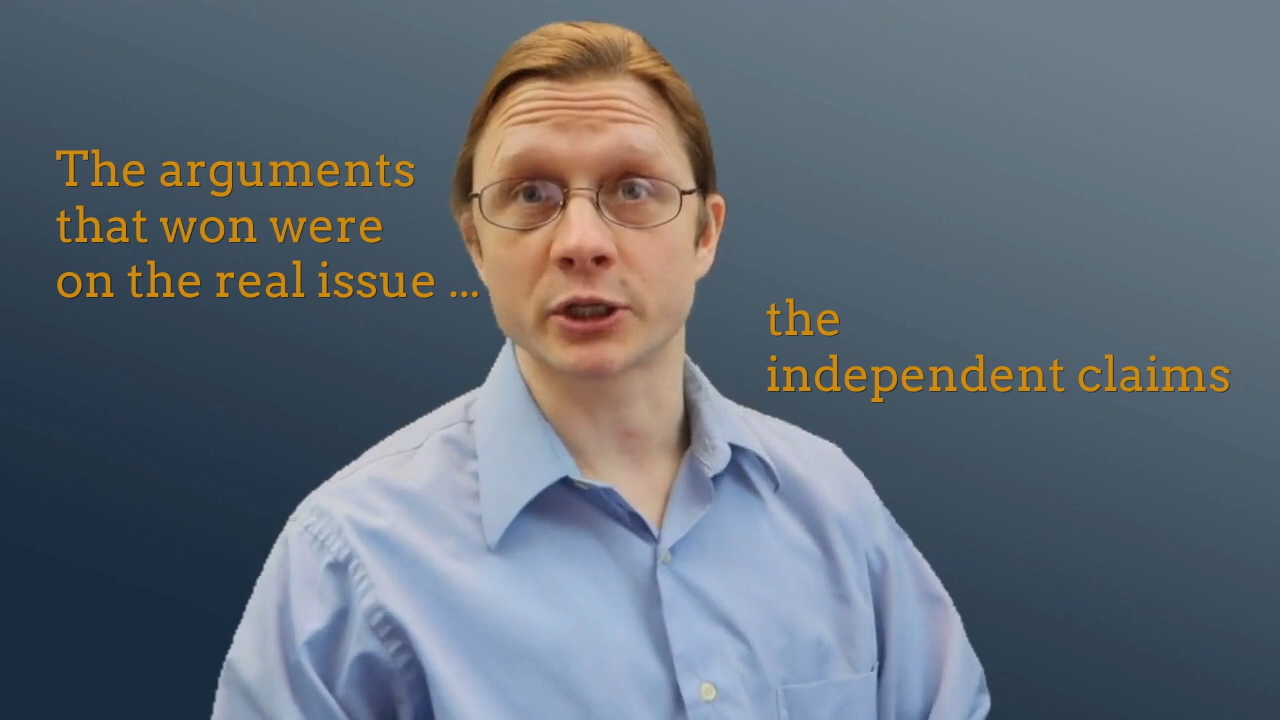 The arguments
that won were
on the real issue ...
the
independent claims